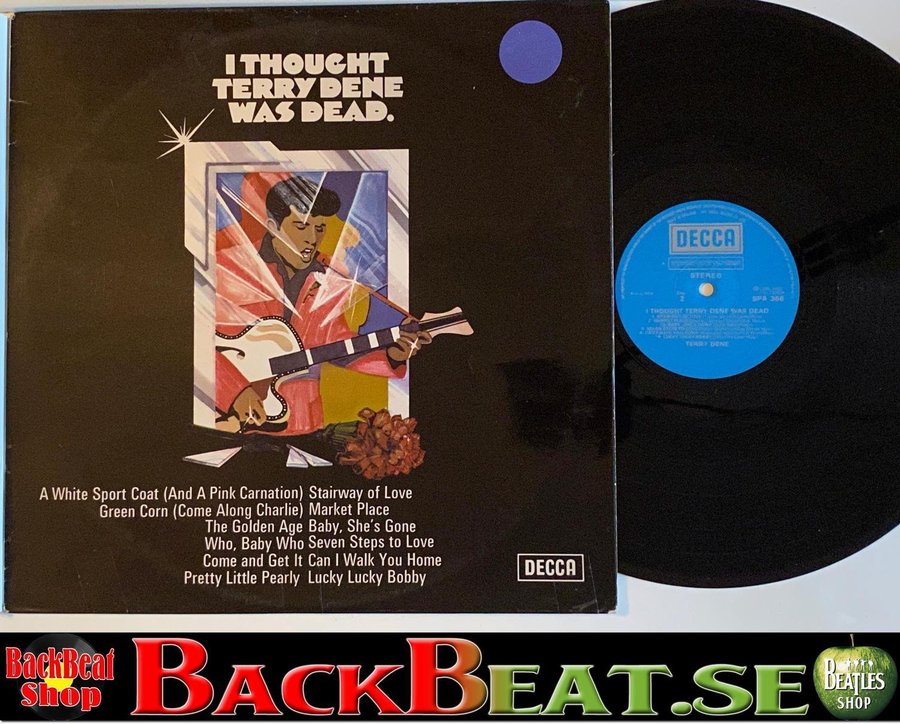 I THOUGHT
TERRY DENE
WAS DEAD.
A White Sport Coat (And A Pink Carnation) Stairway of Love
Green Corn (Come Along Charlie) Market Place
The Golden Age Baby, She's Gone
Who, Baby Who Seven Steps to Love
Come and Get It Can I Walk You Home
Pretty Little Pearly Lucky Lucky Bobby
DECCA
DECCA
STEREO
2
SPA 368
I THOUGHT TERRY DENE WAS DEAD
TERRY DENE
BackBeat
Shop
BACKBEAT.SE
BEATLES
SHOP